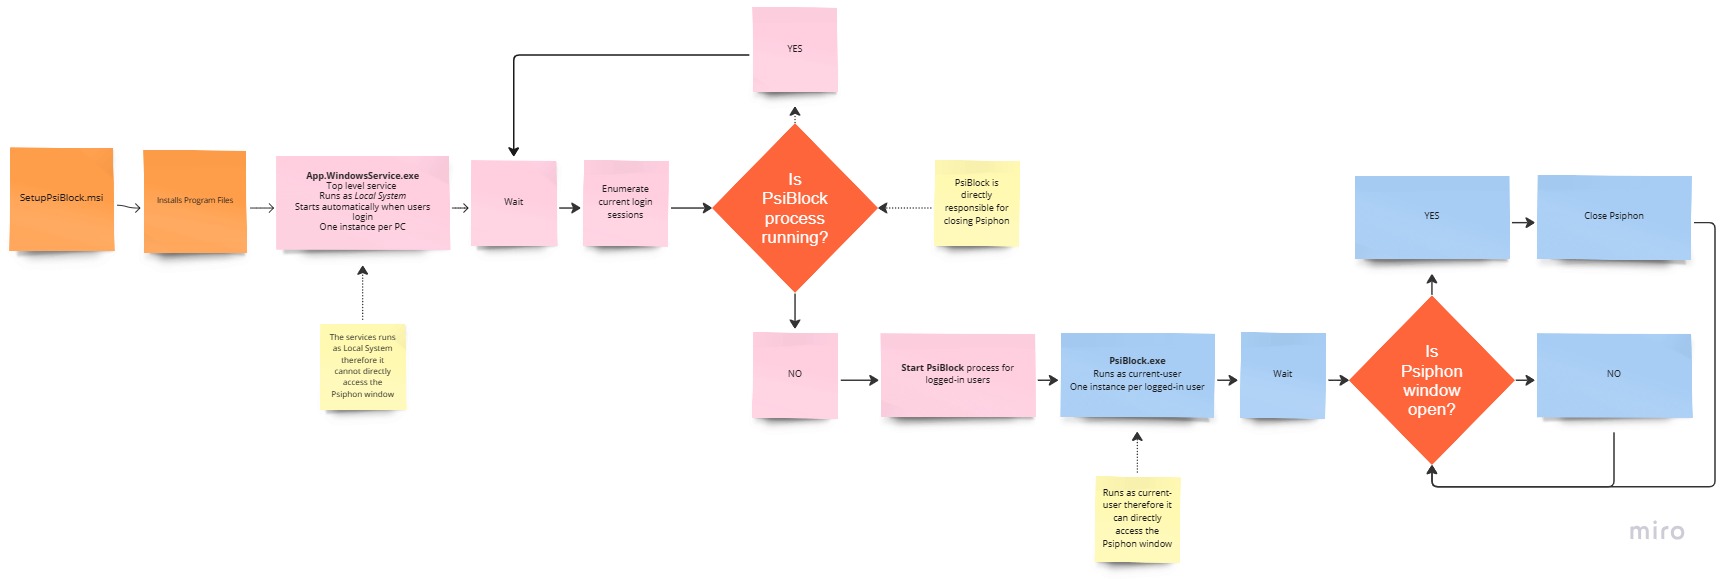 YES
SetupPsiBlock.msi
Installs Program Files
App.WindowsService.exe
Top level service
Runs as Local System
Starts automatically when users
login
One instance per PC
Wait
Enumerate
current login
sessions
Is
PsiBlock
process
running?
PsiBlock is
directly
responsible for
closing Psiphon
The services runs
as Local System
therefore it
cannot directly
access the
Psiphon window
NO
Start PsiBlock process for
logged-in users
PsiBlock.exe
Runs as current-user
One instance per logged-in user
Wait
Is
Psiphon
window
open?
YES
Close Psiphon
NO
Runs as current-
user therefore it
can directly
access the
Psiphon window
miro